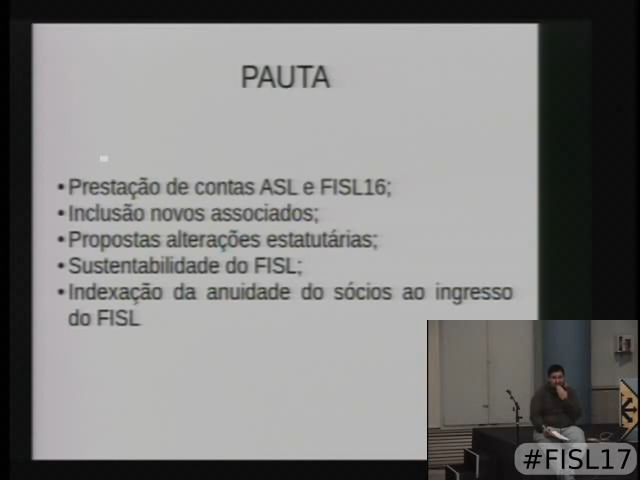 PAUTA
•Prestação de contas ASL e FISL16;
•Inclusão novos associados;
•Propostas alterações estatutárias;
•Sustentabilidade do FISL;
•Indexação da anuidade do sócios ao ingresso
do FISL
#FISL17